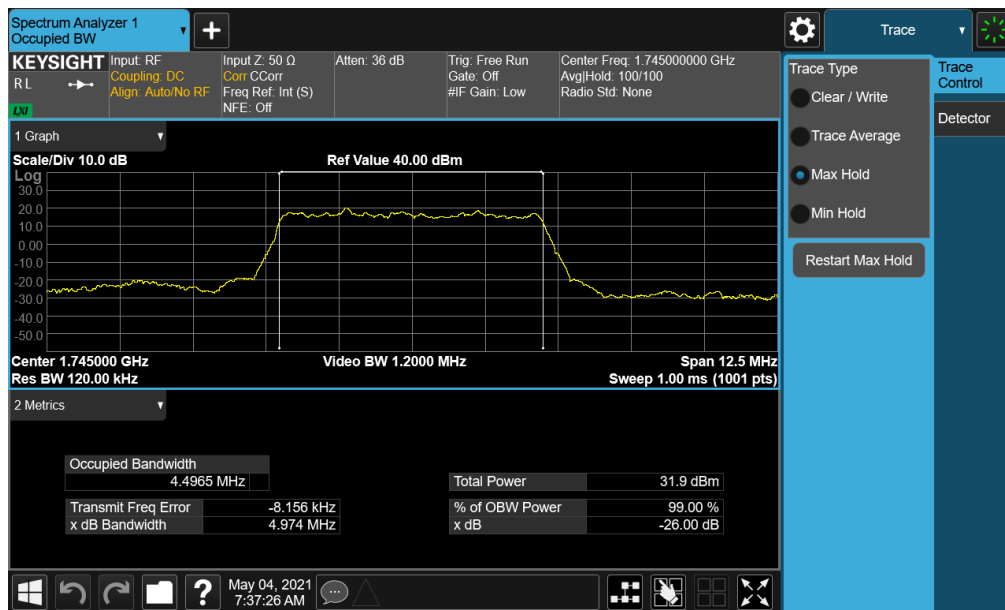 Spectrum Analyzer 1
Occupied BW
+
Trace
KEYSIGHT
R L
LXI
Input: RF
Coupling: DC
Align: Auto/No RF
Input Z: 50 Ω
Corr CCorr
Freq Ref: Int (S)
NFE: Off
Atten: 36 dB
Trig: Free Run
Gate: Off
#IF Gain: Low
Center Freq: 1.745000000 GHz
Avg|Hold: 100/100
Radio Std: None
Trace Type
Clear / Write
Trace Average
Max Hold
Min Hold
Restart Max Hold
Trace
Control
Detector
1 Graph
Scale/Div 10.0 dB
Ref Value 40.00 dBm
Log
30.0
20.0
10.0
0.00
-10.0
-20.0
-30.0
-40.0
-50.0
Center 1.745000 GHz
Video BW 1.2000 MHz
Span 12.5 MHz
Res BW 120.00 kHz
Sweep 1.00 ms (1001 pts)
2 Metrics
Occupied Bandwidth
4.4965 MHz
Total Power 31.9 dBm
Transmit Freq Error -8.156 kHz
% of OBW Power 99.00 %
x dB Bandwidth 4.974 MHz
x dB -26.00 dB
?
May 04, 2021
7:37:26 AM